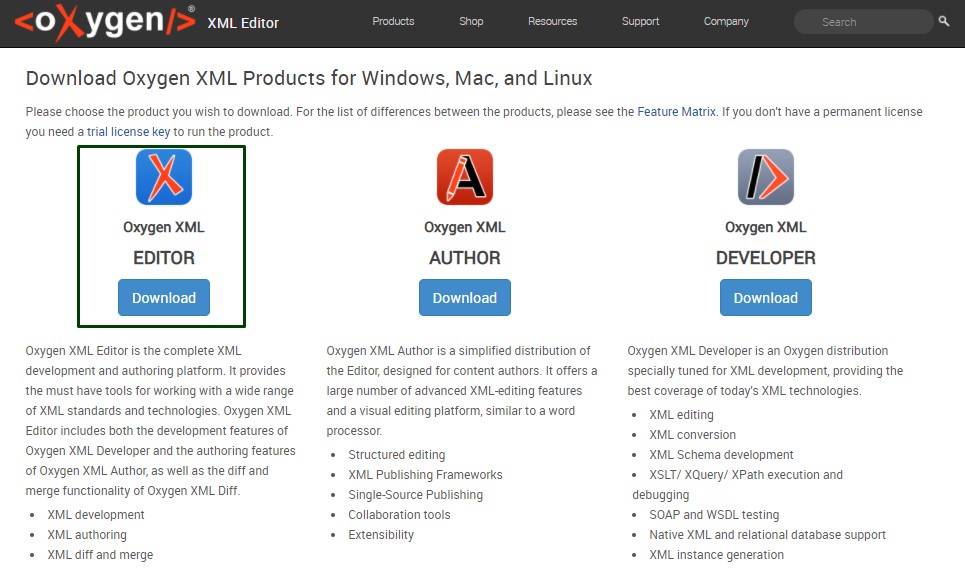 <oXygen/>® XML Editor Products Shop Resources Support Company Search
Download Oxygen XML Products for Windows, Mac, and Linux
Please choose the product you wish to download. For the list of differences between the products, please see the Feature Matrix. If you don't have a permanent license
you need a trial license key to run the product.
Oxygen XML
EDITOR
Download
Oxygen XML Editor is the complete XML
development and authoring platform. It provides
the must have tools for working with a wide range
of XML standards and technologies. Oxygen XML
Editor includes both the development features of
Oxygen XML Developer and the authoring features
of Oxygen XML Author, as well as the diff and
merge functionality of Oxygen XML Diff.
• XML development
• XML authoring
• XML diff and merge
Oxygen XML
AUTHOR
Download
Oxygen XML Author is a simplified distribution of
the Editor, designed for content authors. It offers a
large number of advanced XML-editing features
and a visual editing platform, similar to a word
processor.
• Structured editing
• XML Publishing Frameworks
• Single-Source Publishing
• Collaboration tools
• Extensibility
Oxygen XML
DEVELOPER
Download
Oxygen XML Developer is an Oxygen distribution
specially tuned for XML development, providing the
best coverage of today's XML technologies.
• XML editing
• XML conversion
• XML Schema development
• XSLT/ XQuery/ XPath execution and
debugging
• SOAP and WSDL testing
• Native XML and relational database support
• XML instance generation